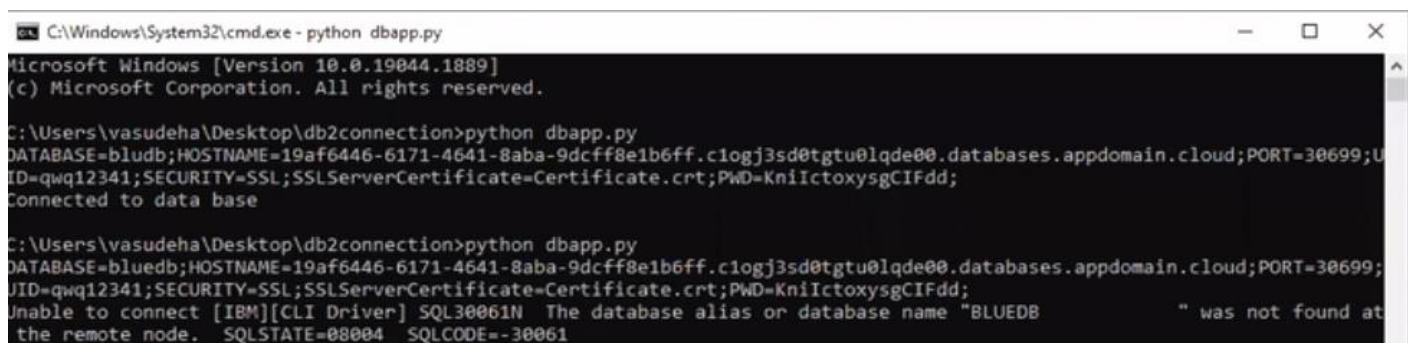 C:\Windows\System32\cmd.exe - python dbapp.py
Microsoft Windows [Version 10.0.19044.1889]
(c) Microsoft Corporation. All rights reserved.
C:\Users\vasudeha\Desktop\db2connection>python dbapp.py
DATABASE=bludb;HOSTNAME=19af6446-6171-4641-8aba-9dcff8e1b6ff.c1ogj3sd0tgtu0lqde00.databases.appdomain.cloud;PORT=30699;U
ID=qwq12341;SECURITY=SSL;SSLServerCertificate=Certificate.crt;PWD=KniIctoxysgCIFdd;
Connected to data base
C:\Users\vasudeha\Desktop\db2connection>python dbapp.py
DATABASE=bluedb;HOSTNAME=19af6446-6171-4641-8aba-9dcff8e1b6ff.c1ogj3sd0tgtu0lqde00.databases.appdomain.cloud;PORT=30699;
UID=qwq12341;SECURITY=SSL;SSLServerCertificate=Certificate.crt;PWD=KniIctoxysgCIFdd;
Unable to connect [IBM][CLI Driver] SQL30061N  The database alias or database name "BLUEDB            " was not found at
 the remote node.  SQLSTATE=08004  SQLCODE=-30061